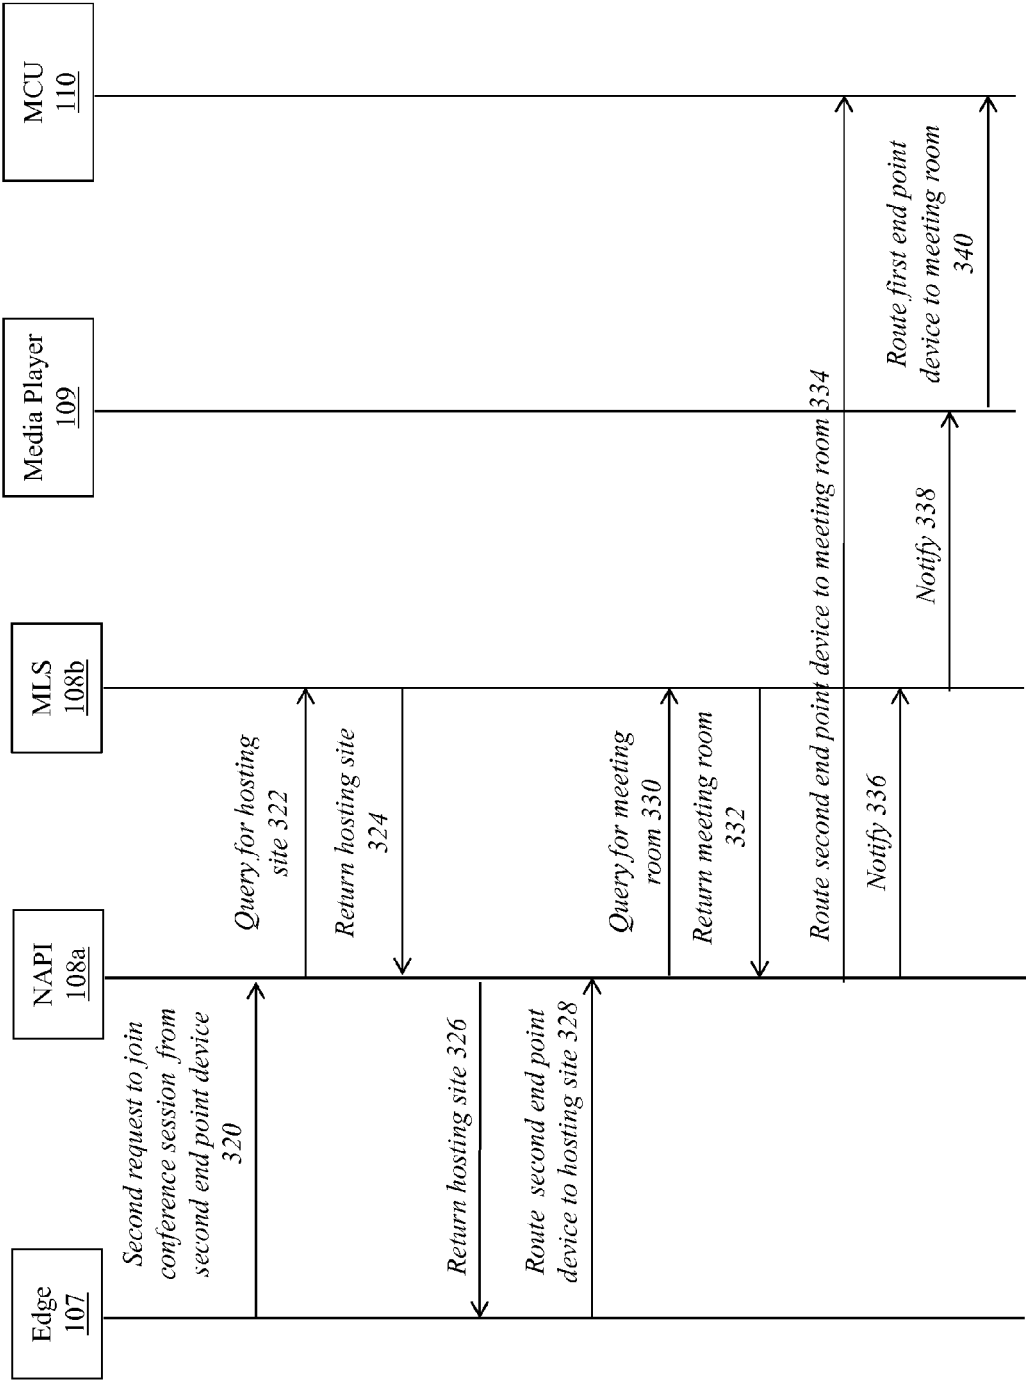 Edge
107
NAPI
108a
MLS
108b
Media Player
109
MCU
110
Second request to join
conference session from
second end point device
320
Query for hosting
site 322
Return hosting site
324
Return hosting site 326
Route second end point
device to hosting site 328
Query for meeting
room 330
Return meeting room
332
Route second end point device to meeting room 334
Notify 336
Notify 338
Route first end point
device to meeting room
340